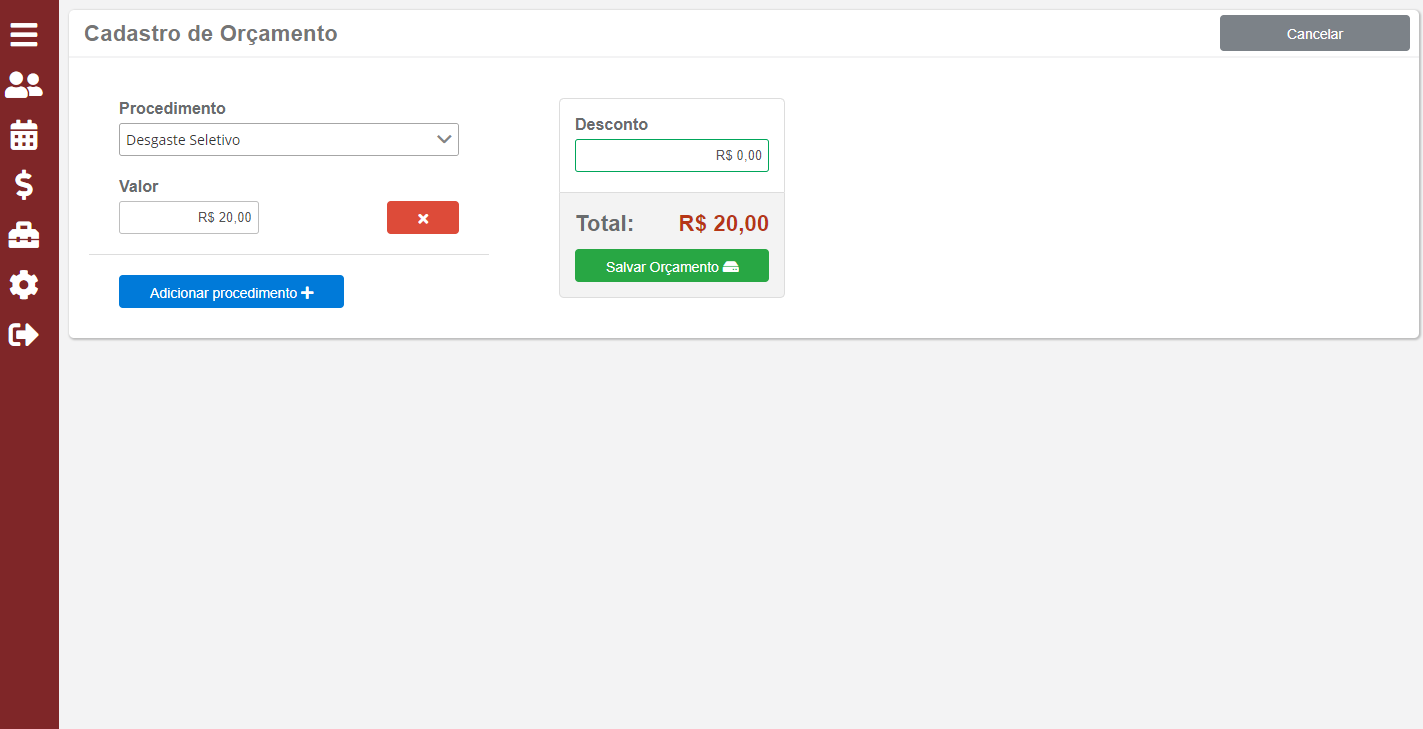 Cadastro de Orçamento
Cancelar
Procedimento
Desgaste Seletivo
Valor
R$ 20,00
Adicionar procedimento
Desconto
R$ 0,00
Total: R$ 20,00
Salvar Orçamento